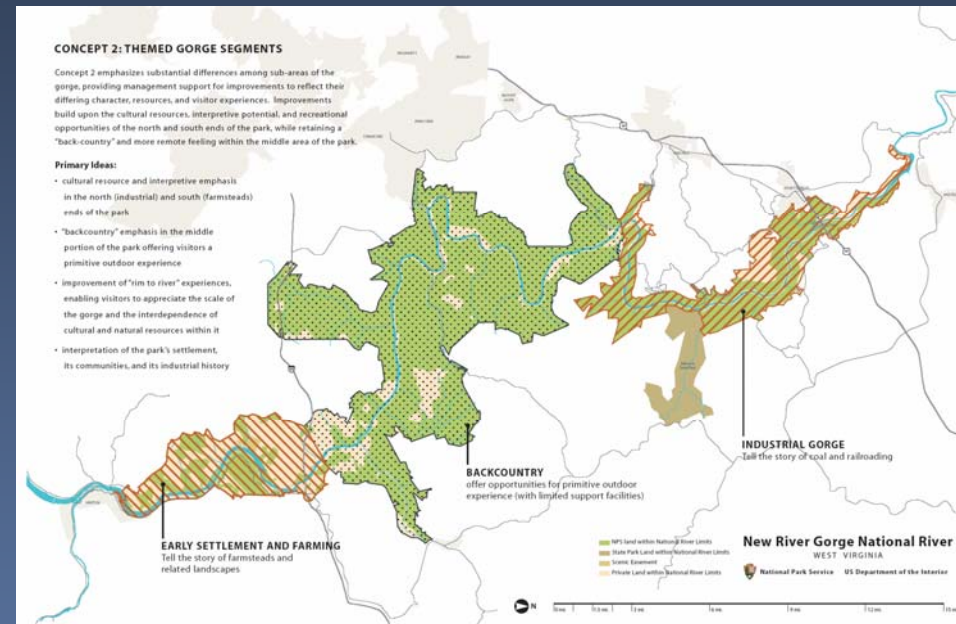 CONCEPT 2: THEMED GORGE SEGMENTS
Concept 2 emphasizes substantial differences among sub-areas of the
gorge, providing management support for improvements to reflect their
differing character, resources, and visitor experiences. Improvements
build upon the cultural resources, interpretive potential, and recreational
opportunities of the north and south ends of the park, while retaining a
"back-country" and more remote feeling within the middle area of the park.
Primary Ideas:
• cultural resource and interpretive emphasis
in the north (industrial) and south (farmsteads)
ends of the park
• "backcountry" emphasis in the middle
portion of the park offering visitors a
primitive outdoor experience
• improvement of "rim to river" experiences,
enabling visitors to appreciate the scale of
the gorge and the interdependence of
cultural and natural resources within it
• interpretation of the park's settlement,
its communities, and its industrial history
INDUSTRIAL GORGE
Tell the story of coal and railroading
BACKCOUNTRY
offer opportunities for primitive outdoor
experience (with limited support facilities)
EARLY SETTLEMENT AND FARMING
Tell the story of farmsteads and
related landscapes
NPS land within National River Limits
State Park Land within National River Limits
Scenic Easement
Private Land within National River Limits
New River Gorge National River
WEST VIRGINIA
National Park Service US Department of the Interior
N